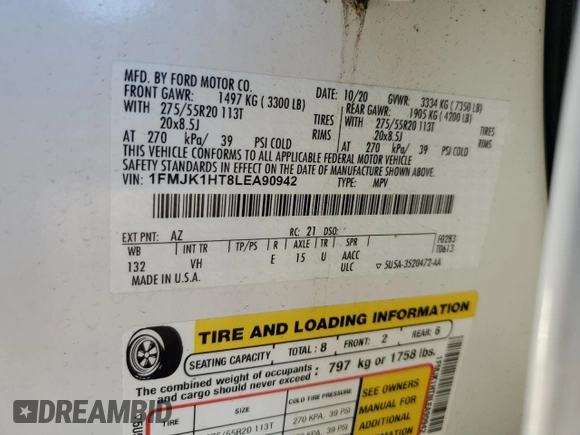 MFD. BY FORD MOTOR CO.
DATE: 10/20 GVWR: 3334 KG (7350 LB)
FRONT GAWR: 1497 KG (3300 LB) REAR GAWR: 1905 KG (4200 LB)
WITH 275/55R20 113T TIRES WITH 275/55R20 113T TIRES
20x8.5J RIMS 20x8.5J RIMS
AT 270 kPa/ 39 PSI COLD AT 270 kPa/ 39 PSI COLD
THIS VEHICLE CONFORMS TO ALL APPLICABLE FEDERAL MOTOR VEHICLE
SAFETY STANDARDS IN EFFECT ON THE DATE OF MANUFACTURE SHOWN ABOVE.
VIN: 1FMJK1HT8LEA90942 TYPE: MPV
EXT PNT: AZ RC: 21 DSO: F0283
WB INT TR TP/PS R AXLE TR SPR T0613
132 VH E 15 U AACC
MADE IN U.S.A. ULC 5U5A-3520472-AA
TIRE AND LOADING INFORMATION
SEATING CAPACITY TOTAL: 8 FRONT: 2 REAR: 6
The combined weight of occupants
and cargo should never exceed: 797 kg or 1758 lbs.
TIRE SIZE COLD TIRE PRESSURE SEE OWNERS
MANUAL FOR
275/55R20 113T 270 KPA, 39 PSI ADDITIONAL
DREAMBID